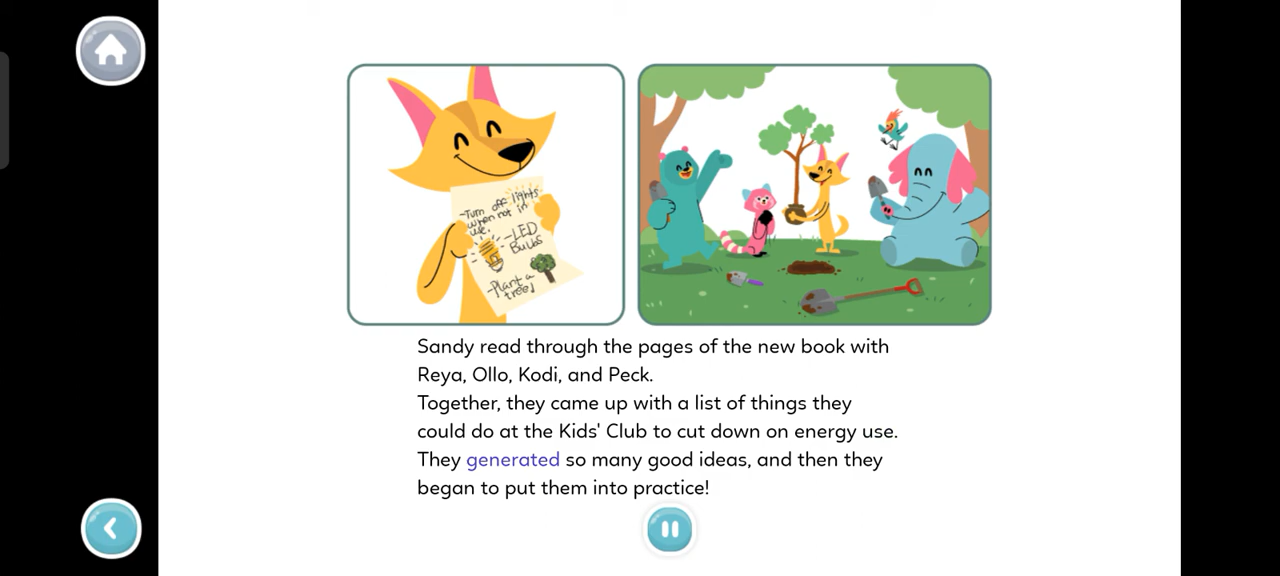 -Turn off lights
when not in
use.
-LED
Bulbs
-Plant a
tree!
Sandy read through the pages of the new book with
Reya, Ollo, Kodi, and Peck.
Together, they came up with a list of things they
could do at the Kids' Club to cut down on energy use.
They generated so many good ideas, and then they
began to put them into practice!